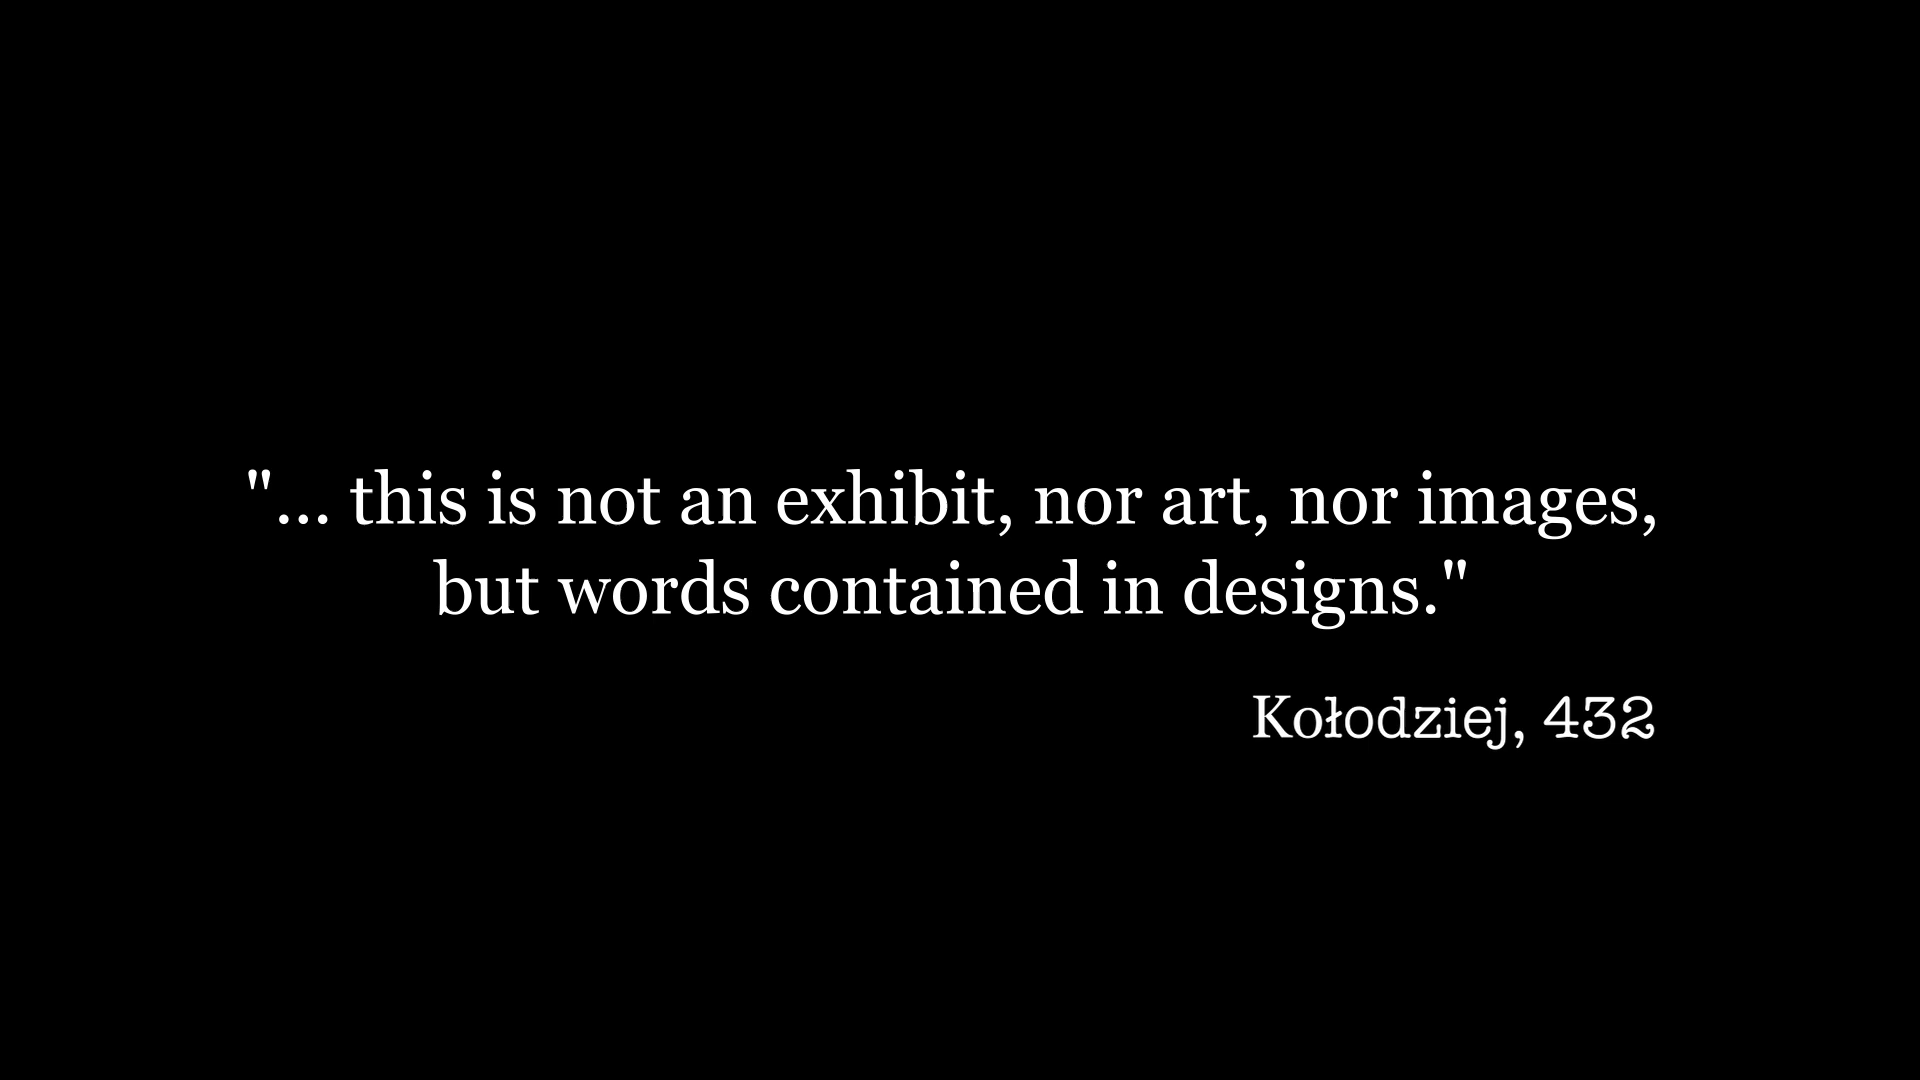 "... this is not an exhibit, nor art, nor images,
but words contained in designs."
Kołodziej, 432